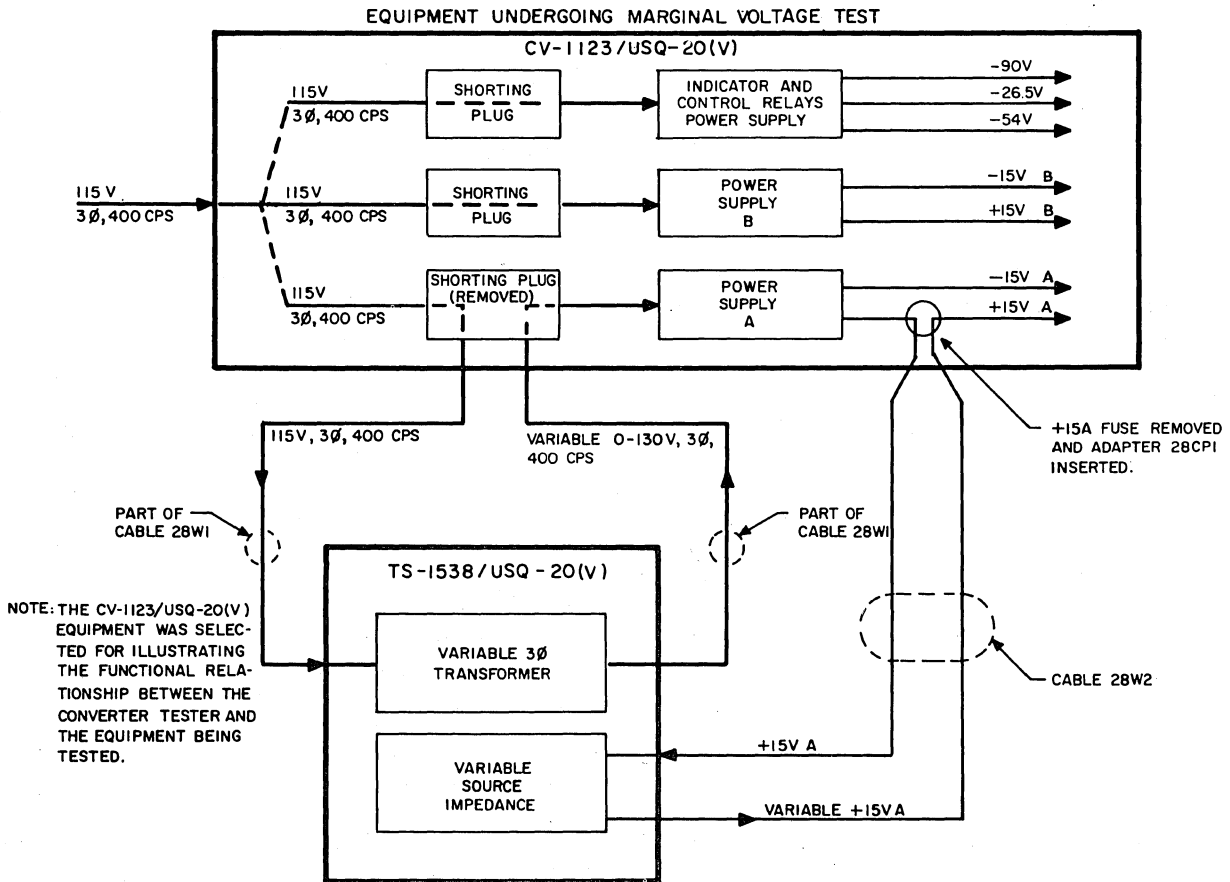 EQUIPMENT UNDERGOING MARGINAL VOLTAGE TEST
CV-1123/USQ-20(V)
115V
3Ø, 400 CPS
SHORTING
PLUG
INDICATOR AND
CONTROL RELAYS
POWER SUPPLY
-90V
-26.5V
-54V
115 V
3Ø, 400 CPS
115V
3Ø, 400 CPS
SHORTING
PLUG
POWER
SUPPLY
B
-15V B
+15V B
115V
3Ø, 400 CPS
SHORTING PLUG
(REMOVED)
POWER
SUPPLY
A
-15V A
+15V A
115V, 3Ø, 400 CPS
VARIABLE 0-130V, 3Ø,
400 CPS
+15A FUSE REMOVED
AND ADAPTER 28CP1
INSERTED.
PART OF
CABLE 28W1
PART OF
CABLE 28W1
TS-1538/USQ-20(V)
NOTE: THE CV-1123/USQ-20(V)
EQUIPMENT WAS SELEC-
TED FOR ILLUSTRATING
THE FUNCTIONAL RELA-
TIONSHIP BETWEEN THE
CONVERTER TESTER AND
THE EQUIPMENT BEING
TESTED.
VARIABLE 3Ø
TRANSFORMER
CABLE 28W2
VARIABLE
SOURCE
IMPEDANCE
+15V A
VARIABLE +15V A